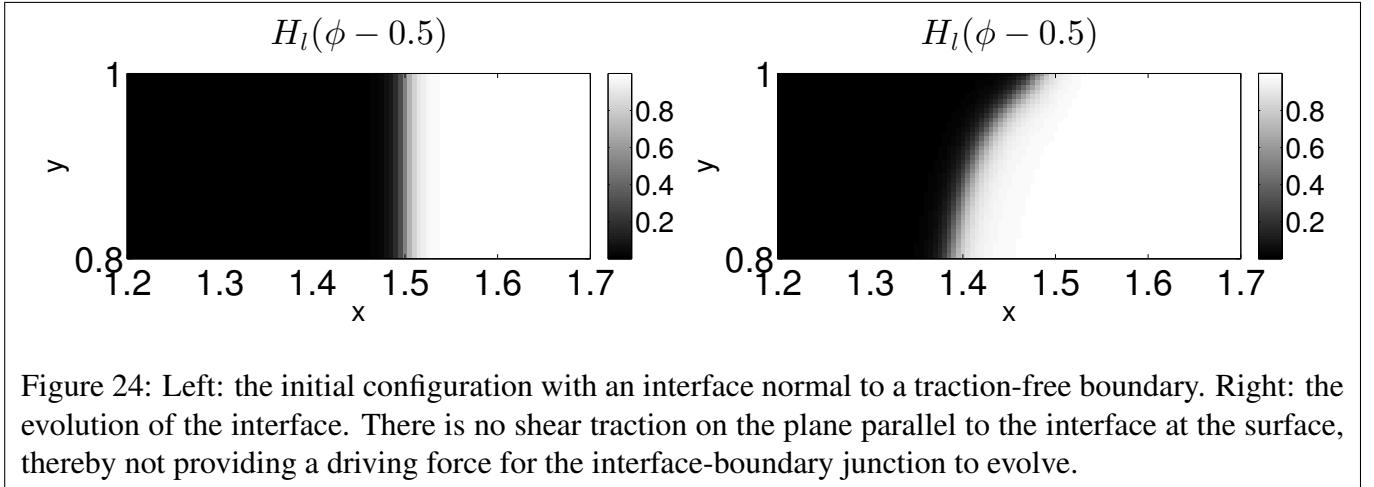 H_l(ϕ − 0.5) H_l(ϕ − 0.5)
1 1
0.8 0.8
y 0.6 y 0.6
0.4 0.4
0.2 0.2
0.8 0.8
1.2 1.3 1.4 1.5 1.6 1.7 1.2 1.3 1.4 1.5 1.6 1.7
x x
Figure 24: Left: the initial configuration with an interface normal to a traction-free boundary. Right: the
evolution of the interface. There is no shear traction on the plane parallel to the interface at the surface,
thereby not providing a driving force for the interface-boundary junction to evolve.